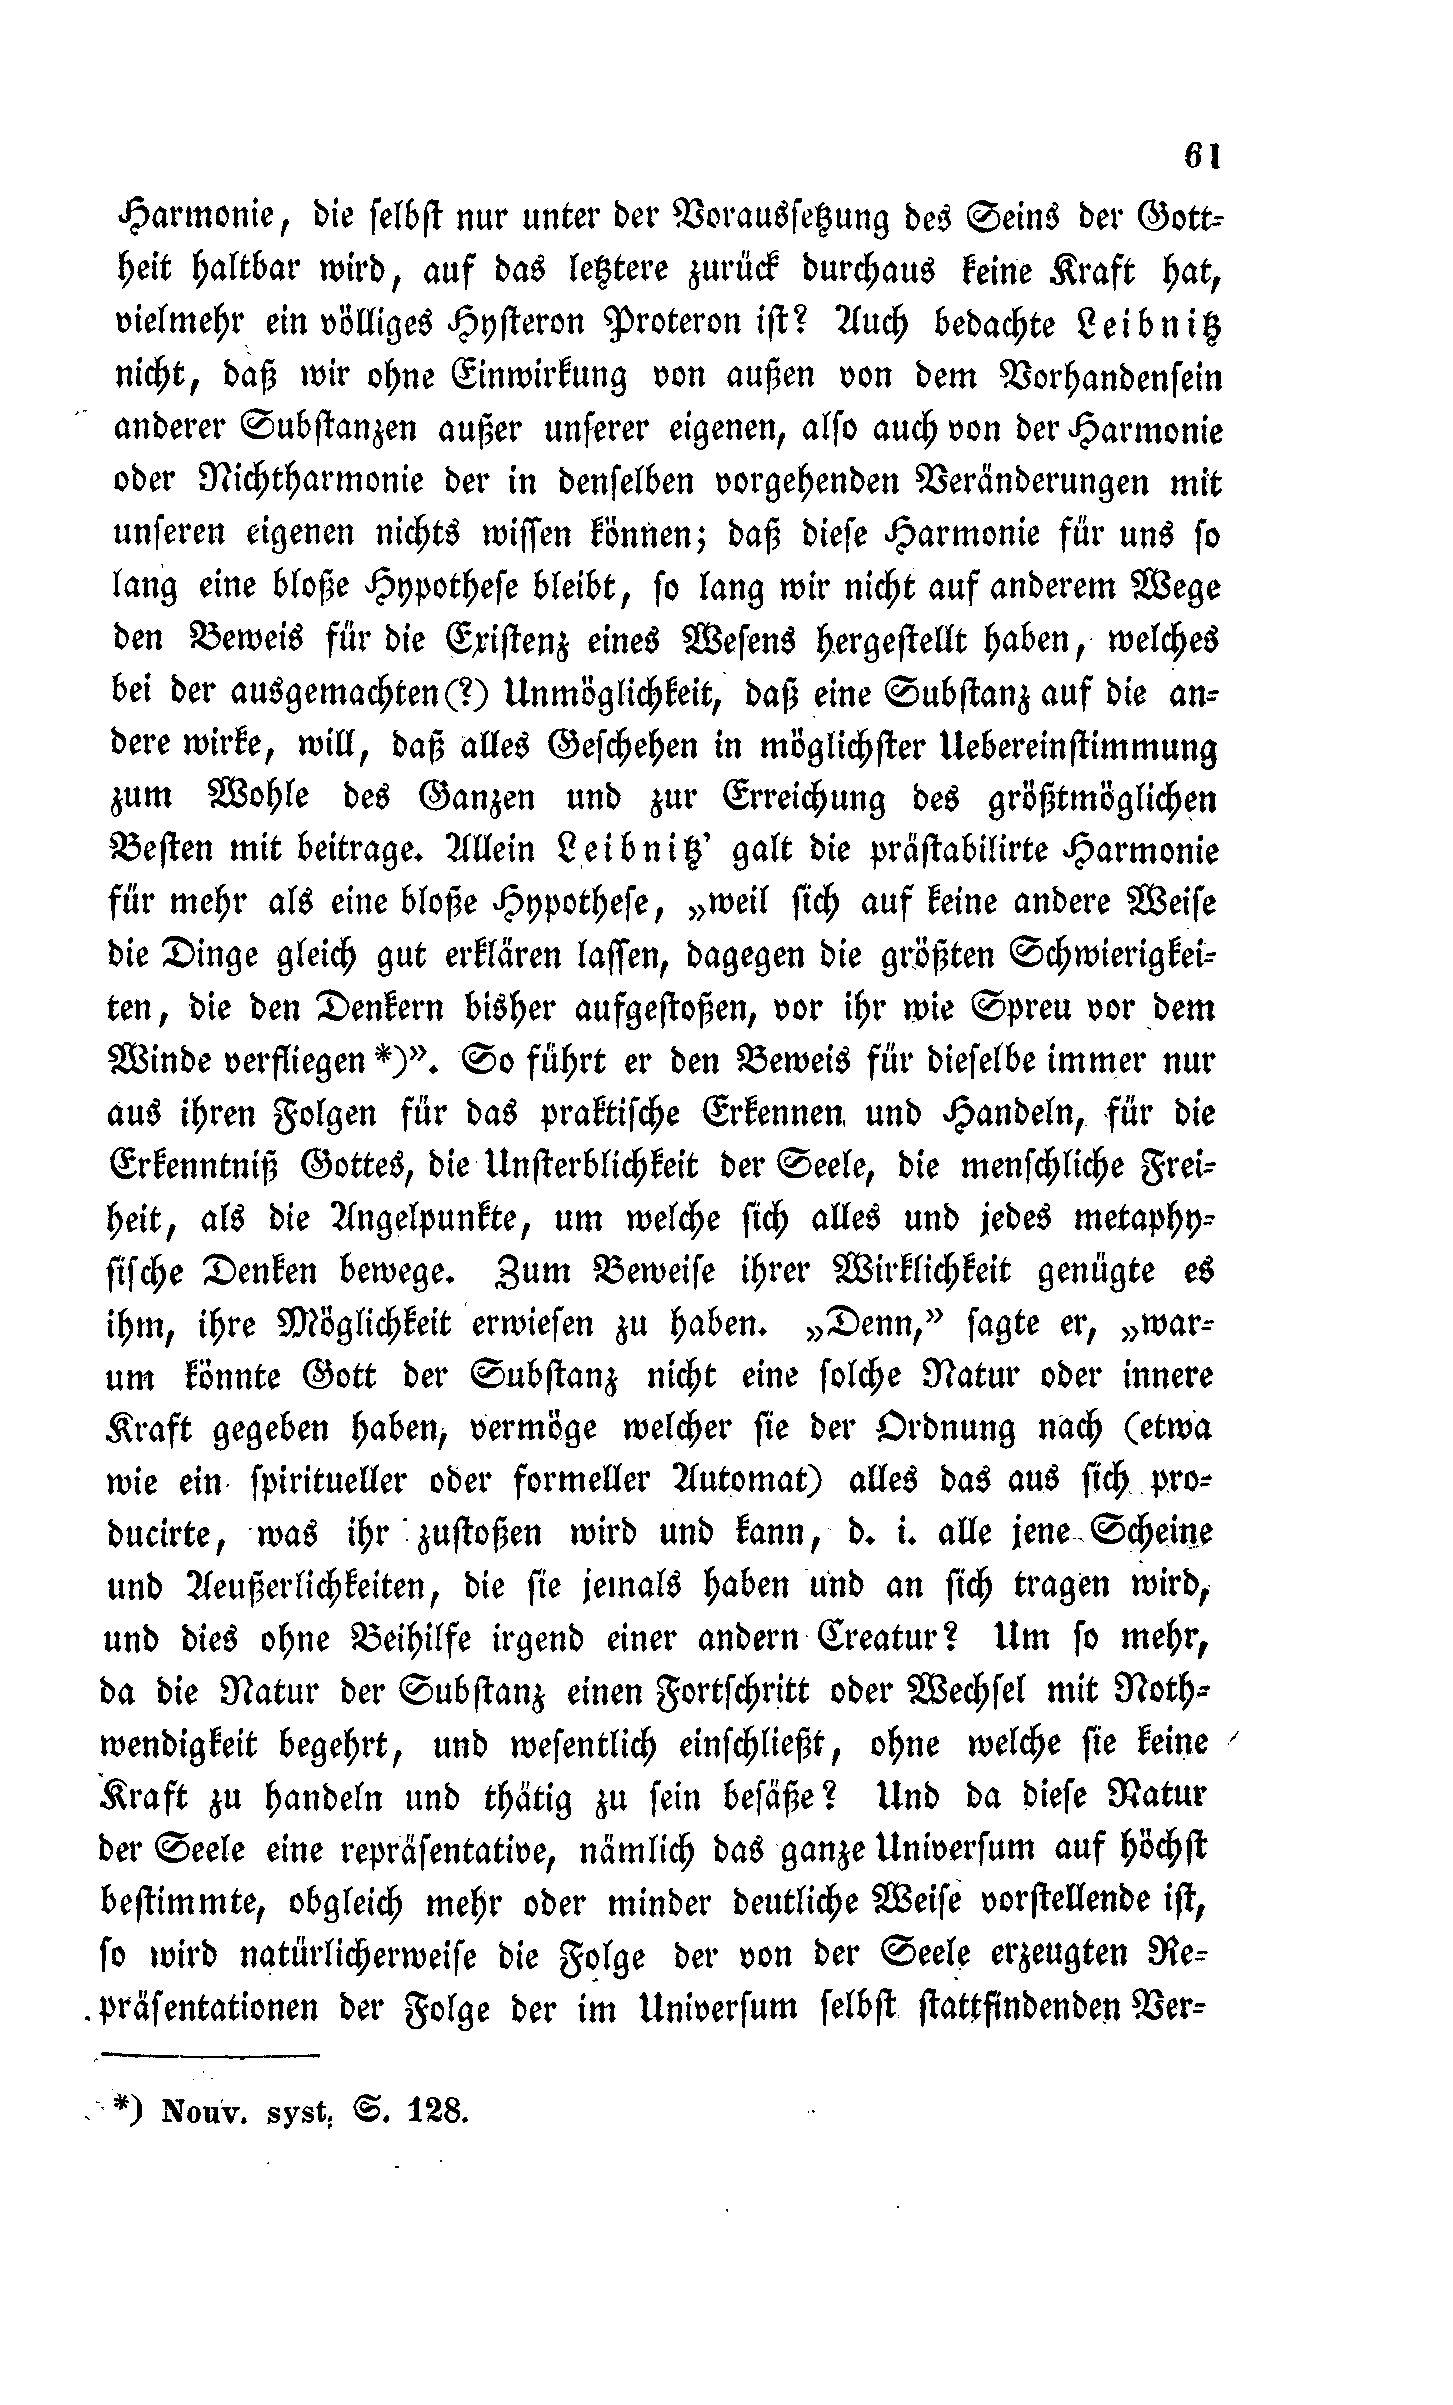 61
Harmonie, die selbst nur unter der Voraussetzung des Seins der Gott-
heit haltbar wird, auf das letztere zurück durchaus keine Kraft hat,
vielmehr ein völliges Hysteron Proteron ist? Auch bedachte Leibnitz
nicht, daß wir ohne Einwirkung von außen von dem Vorhandensein
anderer Substanzen außer unserer eigenen, also auch von der Harmonie
oder Nichtharmonie der in denselben vorgehenden Veränderungen mit
unseren eigenen nichts wissen können; daß diese Harmonie für uns so
lang eine bloße Hypothese bleibt, so lang wir nicht auf anderem Wege
den Beweis für die Existenz eines Wesens hergestellt haben, welches
bei der ausgemachten(?) Unmöglichkeit, daß eine Substanz auf die an-
dere wirke, will, daß alles Geschehen in möglichster Uebereinstimmung
zum Wohle des Ganzen und zur Erreichung des größtmöglichen
Besten mit beitrage. Allein Leibnitz' galt die prästabilirte Harmonie
für mehr als eine bloße Hypothese, „weil sich auf keine andere Weise
die Dinge gleich gut erklären lassen, dagegen die größten Schwierigkei-
ten, die den Denkern bisher aufgestoßen, vor ihr wie Spreu vor dem
Winde verfliegen*)”. So führt er den Beweis für dieselbe immer nur
aus ihren Folgen für das praktische Erkennen und Handeln, für die
Erkenntniß Gottes, die Unsterblichkeit der Seele, die menschliche Frei-
heit, als die Angelpunkte, um welche sich alles und jedes metaphy-
sische Denken bewege. Zum Beweise ihrer Wirklichkeit genügte es
ihm, ihre Möglichkeit erwiesen zu haben. „Denn,” sagte er, „war-
um könnte Gott der Substanz nicht eine solche Natur oder innere
Kraft gegeben haben, vermöge welcher sie der Ordnung nach (etwa
wie ein spiritueller oder formeller Automat) alles das aus sich pro-
ducirte, was ihr zustoßen wird und kann, d. i. alle jene Scheine
und Aeußerlichkeiten, die sie jemals haben und an sich tragen wird,
und dies ohne Beihilfe irgend einer andern Creatur? Um so mehr,
da die Natur der Substanz einen Fortschritt oder Wechsel mit Noth-
wendigkeit begehrt, und wesentlich einschließt, ohne welche sie keine
Kraft zu handeln und thätig zu sein besäße? Und da diese Natur
der Seele eine repräsentative, nämlich das ganze Universum auf höchst
bestimmte, obgleich mehr oder minder deutliche Weise vorstellende ist,
so wird natürlicherweise die Folge der von der Seele erzeugten Re-
präsentationen der Folge der im Universum selbst stattfindenden Ver-
*) Nouv. syst. S. 128.